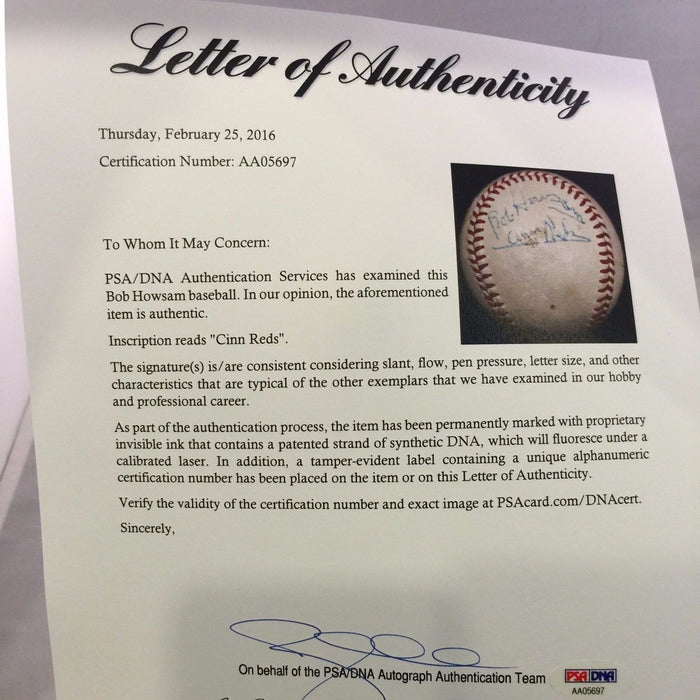 Letter of Authenticity
Thursday, February 25, 2016
Certification Number: AA05697
Bob Howsam
Cinn Reds
To Whom It May Concern:
PSA/DNA Authentication Services has examined this
Bob Howsam baseball. In our opinion, the aforementioned
item is authentic.
Inscription reads "Cinn Reds".
The signature(s) is/are consistent considering slant, flow, pen pressure, letter size, and other
characteristics that are typical of the other exemplars that we have examined in our hobby
and professional career.
As part of the authentication process, the item has been permanently marked with proprietary
invisible ink that contains a patented strand of synthetic DNA, which will fluoresce under a
calibrated laser. In addition, a tamper-evident label containing a unique alphanumeric
certification number has been placed on the item or on this Letter of Authenticity.
Verify the validity of the certification number and exact image at PSAcard.com/DNAcert.
Sincerely,
On behalf of the PSA/DNA Autograph Authentication Team
PSA DNA
AA05697